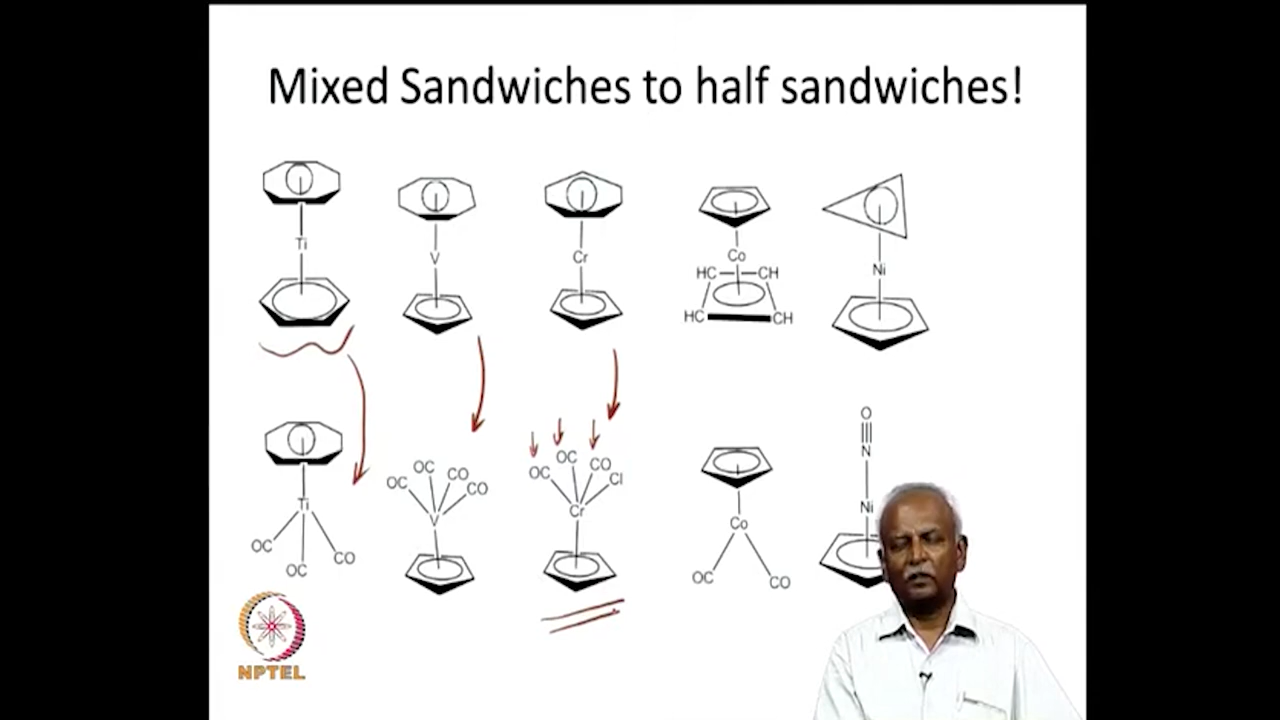 Mixed Sandwiches to half sandwiches!
Ti
V
Cr
Co
HC
CH
HC
CH
Ni
Ti
OC
OC
CO
OC
OC
CO
CO
V
OC
OC
CO
Cl
Cr
Co
OC
CO
O
N
Ni
NPTEL